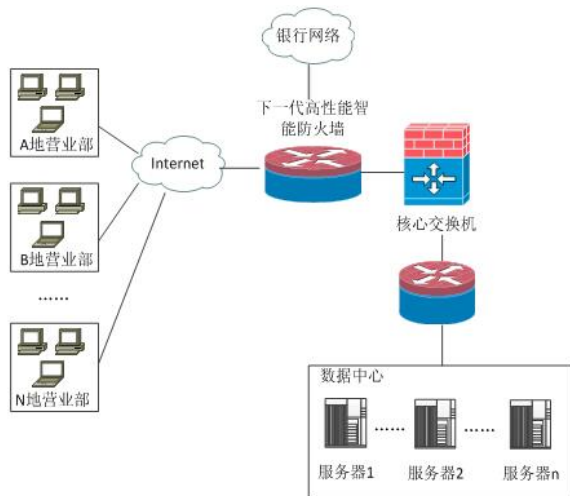 银行网络
下一代高性能智
能防火墙
A地营业部
Internet
B地营业部
核心交换机
……
N地营业部
数据中心
…… ……
服务器1 服务器2 服务器n